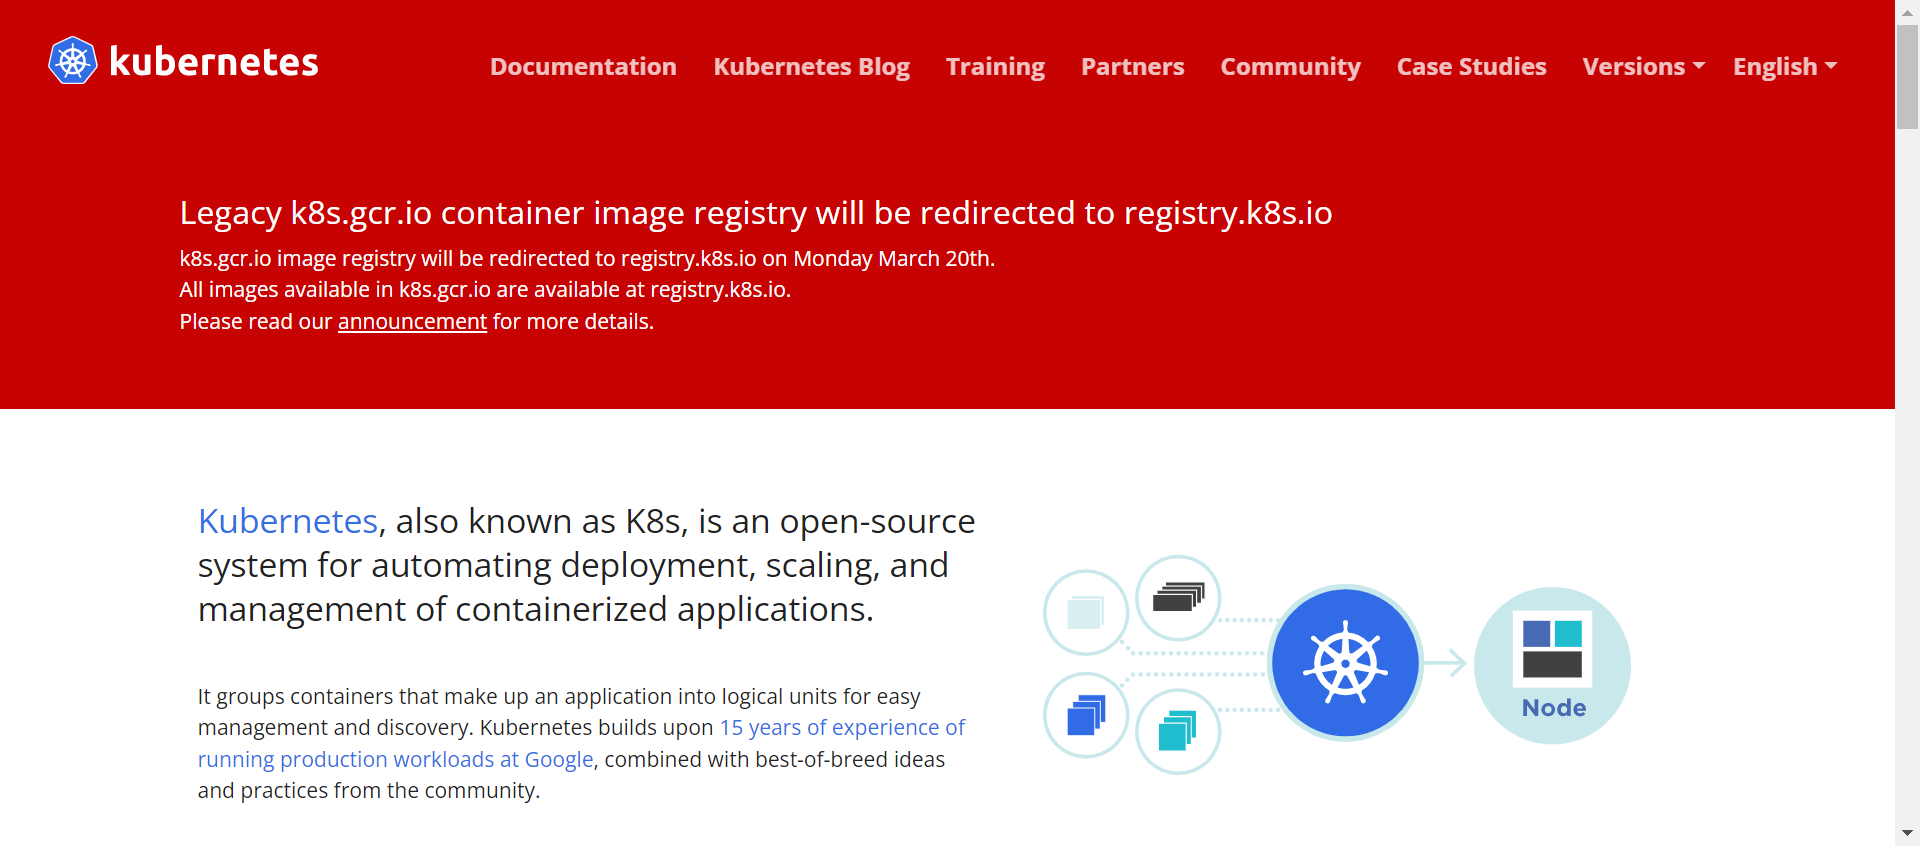 kubernetes
Documentation Kubernetes Blog Training Partners Community Case Studies Versions English
Legacy k8s.gcr.io container image registry will be redirected to registry.k8s.io
k8s.gcr.io image registry will be redirected to registry.k8s.io on Monday March 20th.
All images available in k8s.gcr.io are available at registry.k8s.io.
Please read our announcement for more details.
Kubernetes, also known as K8s, is an open-source
system for automating deployment, scaling, and
management of containerized applications.
It groups containers that make up an application into logical units for easy
management and discovery. Kubernetes builds upon 15 years of experience of
running production workloads at Google, combined with best-of-breed ideas
and practices from the community.
Node